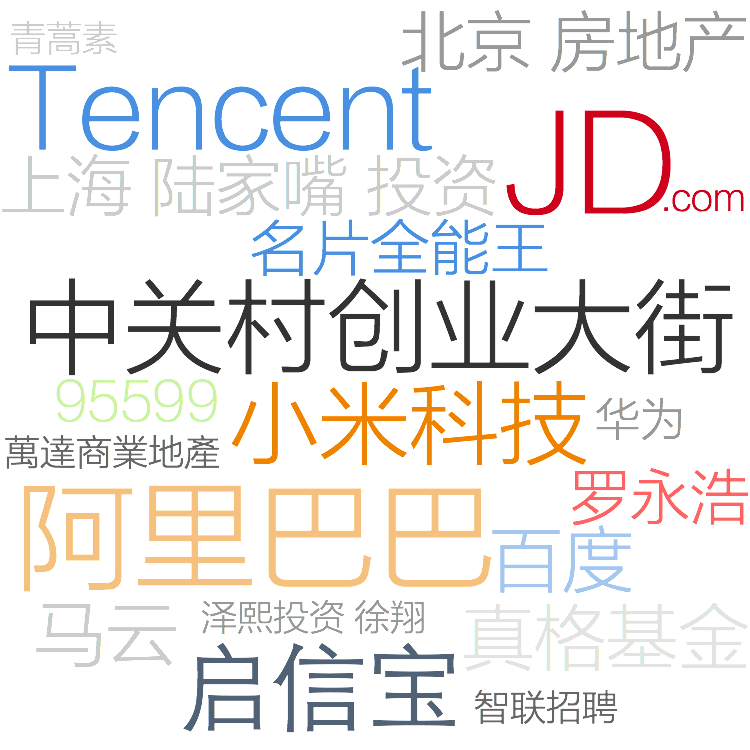 青蒿素
北京 房地产
Tencent
JD.com
上海 陆家嘴 投资
名片全能王
中关村创业大街
95599
小米科技
华为
萬達商業地產
罗永浩
阿里巴巴
百度
马云
泽熙投资 徐翔
真格基金
启信宝
智联招聘